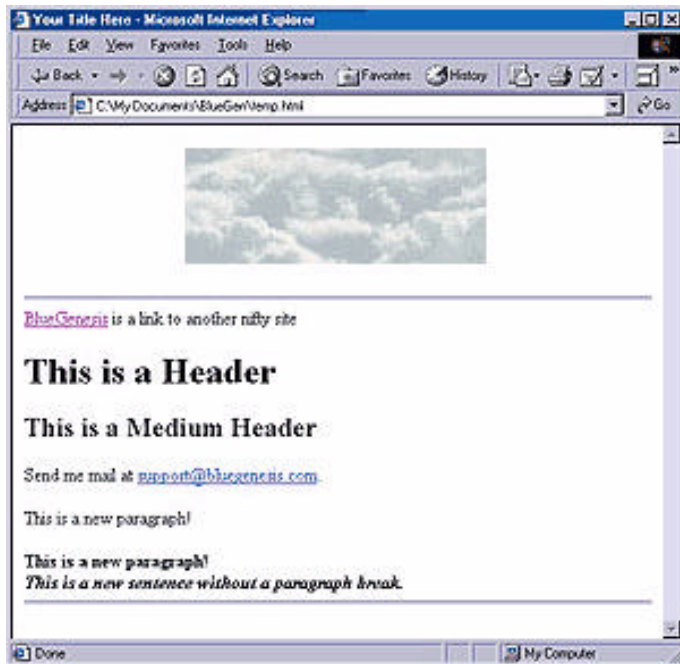 Your Title Here - Microsoft Internet Explorer
File Edit View Favorites Tools Help
Back Search Favorites History »
Address C:\My Documents\BlueGen\temp.html Go
BlueGenesis is a link to another nifty site
This is a Header
This is a Medium Header
Send me mail at support@bluegenesis.com.
This is a new paragraph!
This is a new paragraph!
This is a new sentence without a paragraph break.
Done My Computer